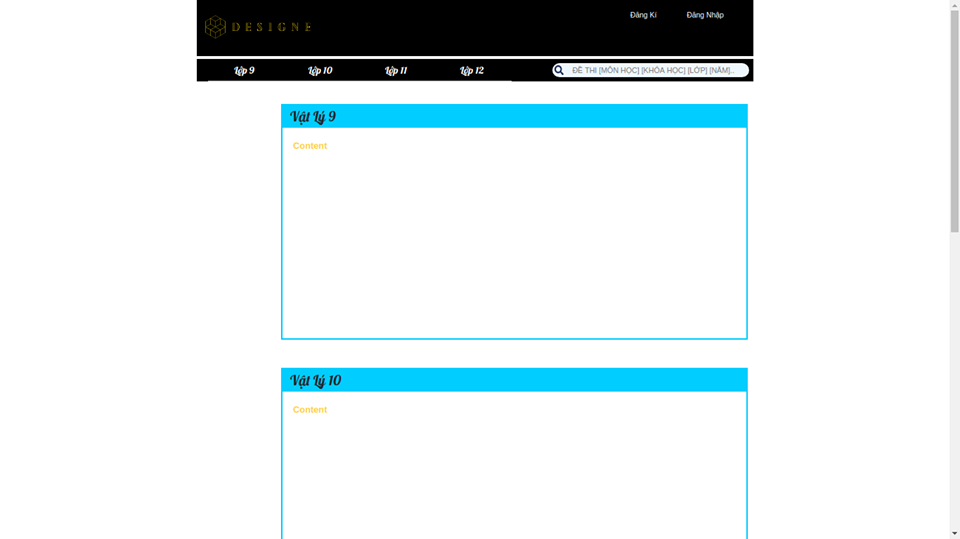 DESIGNE
Đăng Kí
Đăng Nhập
Lớp 9
Lớp 10
Lớp 11
Lớp 12
ĐỀ THI [MÔN HỌC] [KHÓA HỌC] [LỚP] [NĂM]..
Vật Lý 9
Content
Vật Lý 10
Content